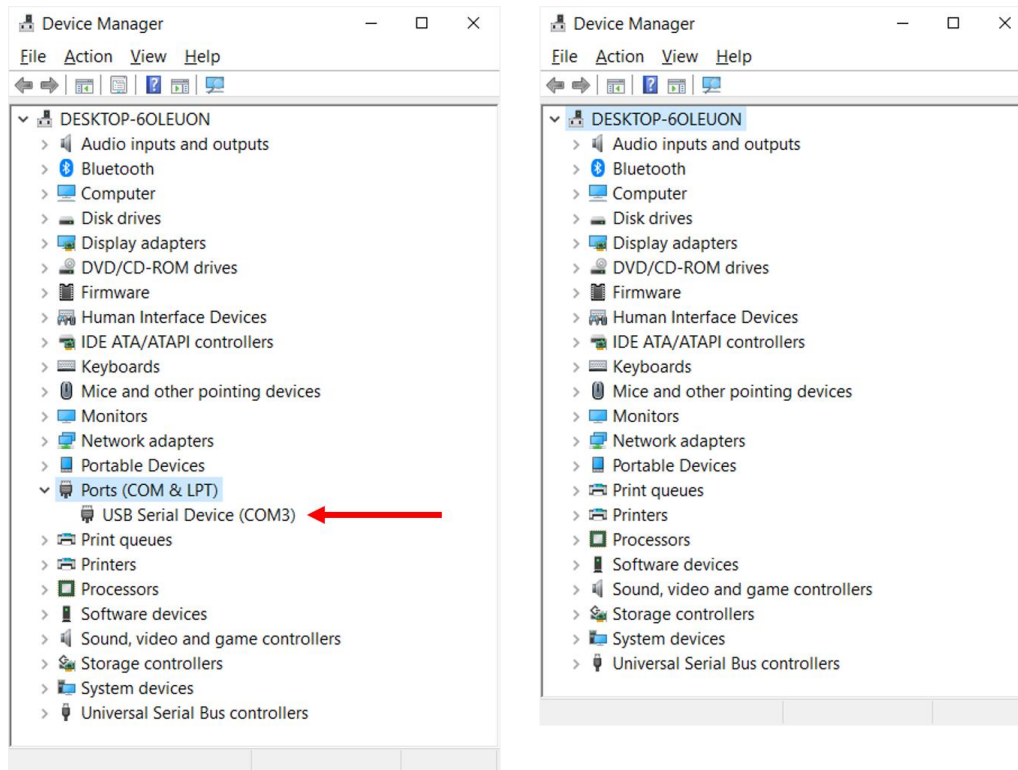 Device Manager
File Action View Help
DESKTOP-6OLEUON
Audio inputs and outputs
Bluetooth
Computer
Disk drives
Display adapters
DVD/CD-ROM drives
Firmware
Human Interface Devices
IDE ATA/ATAPI controllers
Keyboards
Mice and other pointing devices
Monitors
Network adapters
Portable Devices
Ports (COM & LPT)
USB Serial Device (COM3)
Print queues
Printers
Processors
Software devices
Sound, video and game controllers
Storage controllers
System devices
Universal Serial Bus controllers
Device Manager
File Action View Help
DESKTOP-6OLEUON
Audio inputs and outputs
Bluetooth
Computer
Disk drives
Display adapters
DVD/CD-ROM drives
Firmware
Human Interface Devices
IDE ATA/ATAPI controllers
Keyboards
Mice and other pointing devices
Monitors
Network adapters
Portable Devices
Print queues
Printers
Processors
Software devices
Sound, video and game controllers
Storage controllers
System devices
Universal Serial Bus controllers